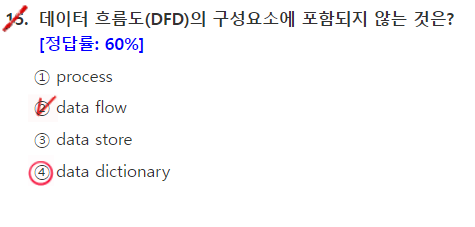 15. 데이터 흐름도(DFD)의 구성요소에 포함되지 않는 것은?
[정답률: 60%]
① process
② data flow
③ data store
④ data dictionary